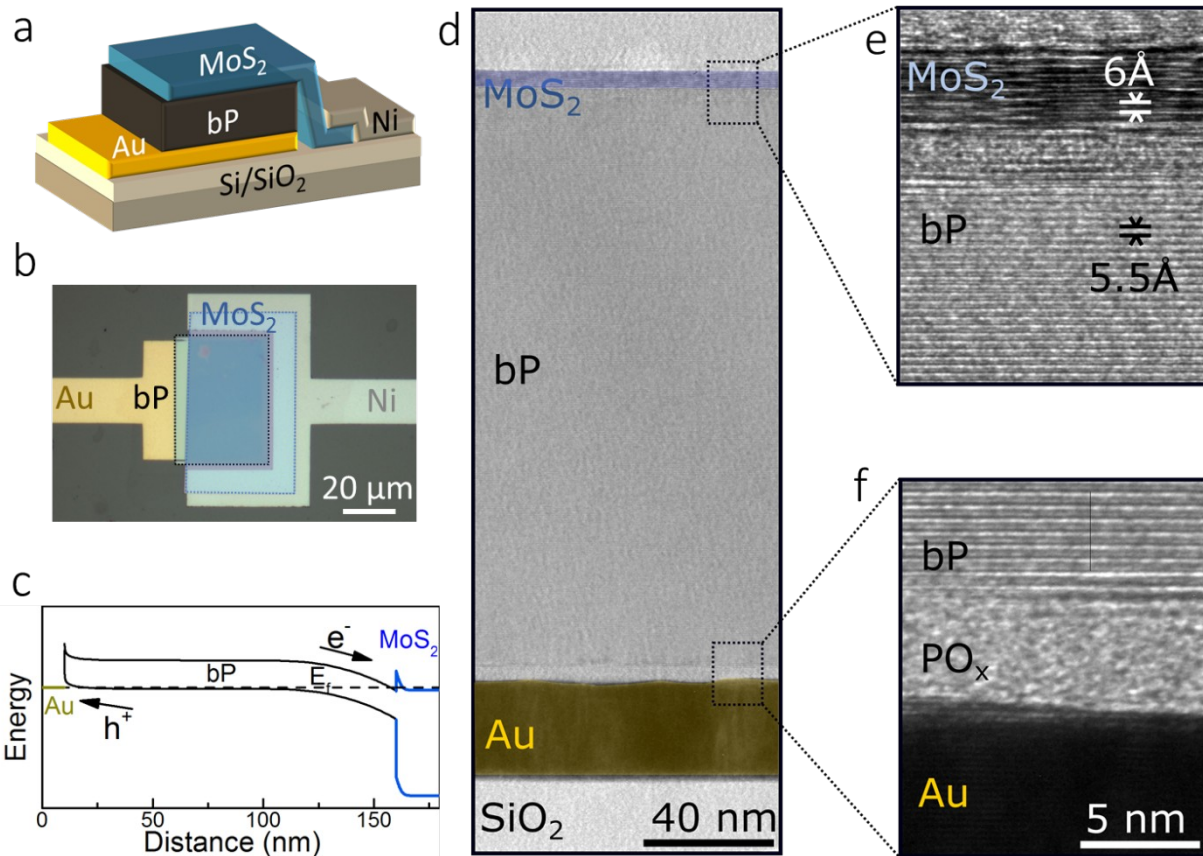 a
MoS₂
bP
Au
Ni
Si/SiO₂
b
MoS₂
Au
bP
Ni
20 µm
c
Energy
e⁻
MoS₂
bP
E_f
Au
h⁺
0 50 100 150
Distance (nm)
d
MoS₂
bP
Au
SiO₂
40 nm
e
MoS₂
6Å
bP
5.5Å
f
bP
POₓ
Au
5 nm